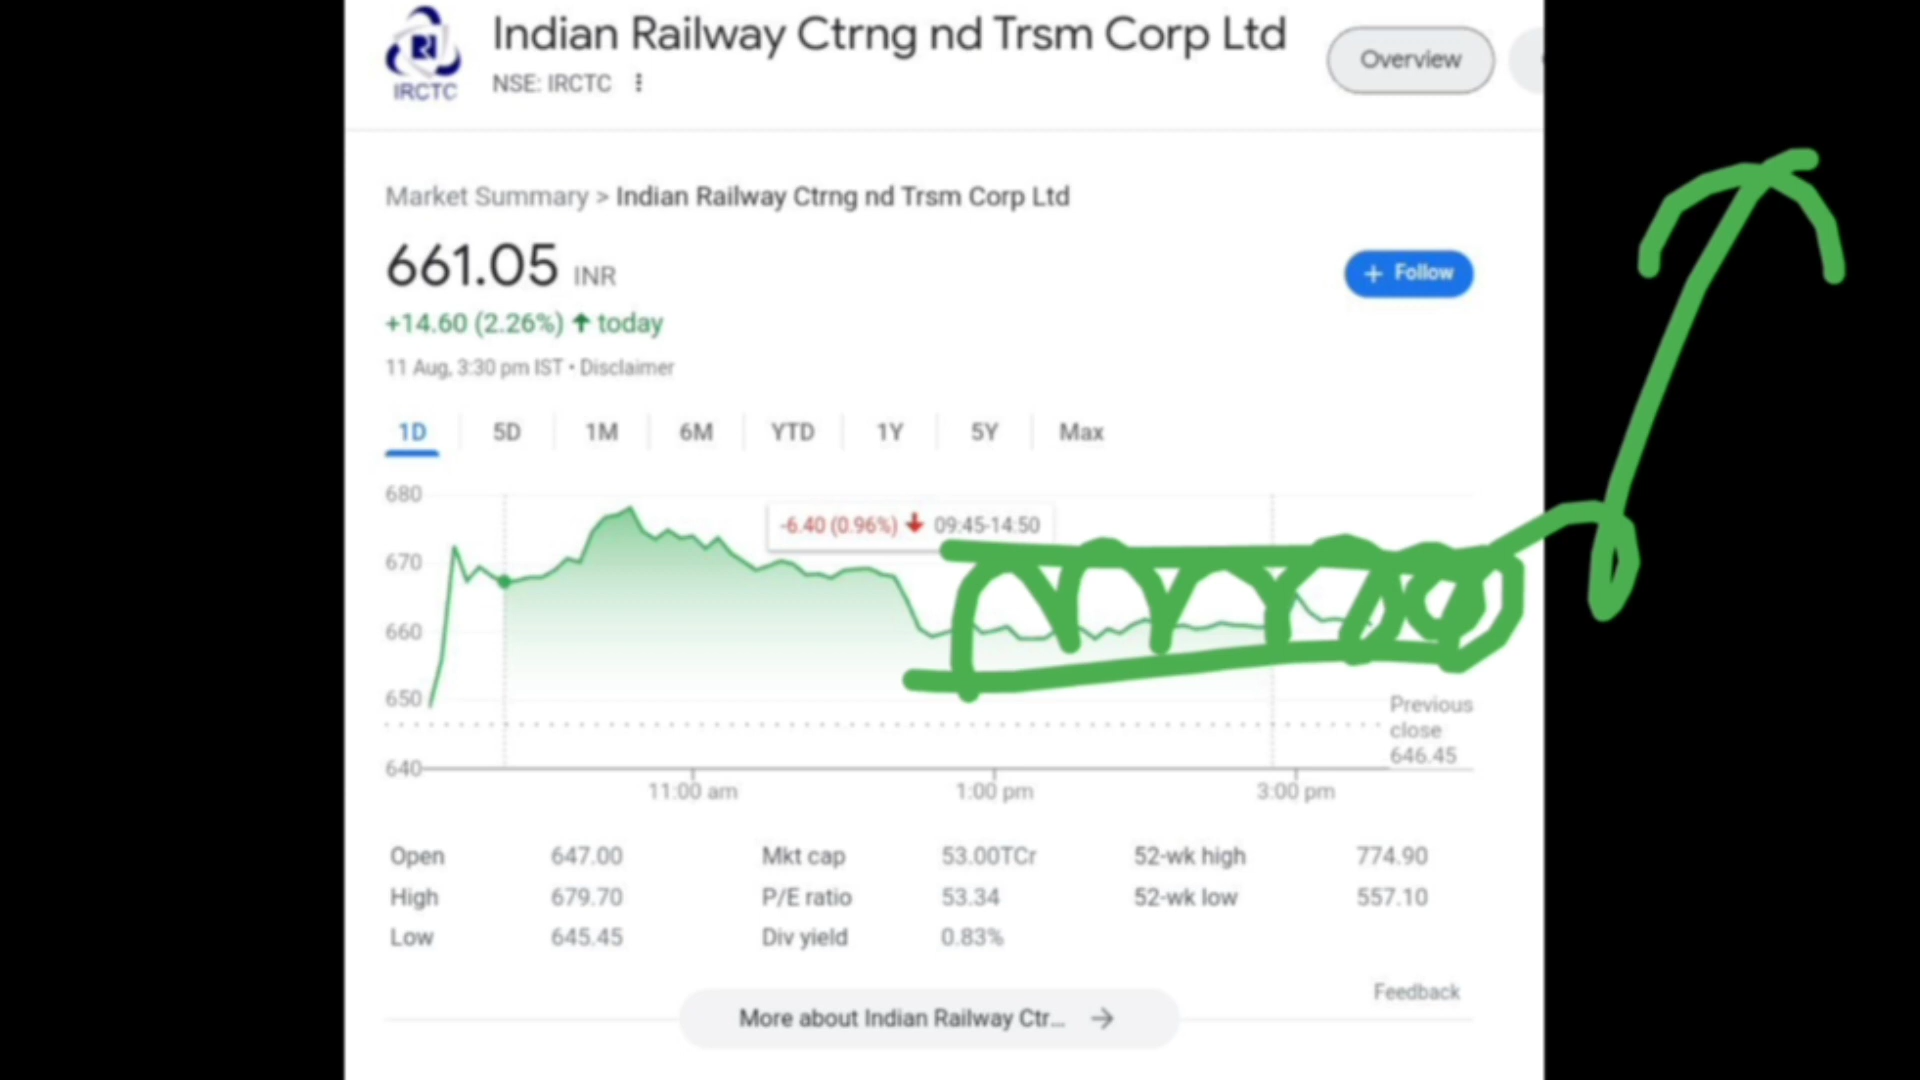 Indian Railway Ctrng nd Trsm Corp Ltd
IRCTC
NSE: IRCTC
Overview
Market Summary > Indian Railway Ctrng nd Trsm Corp Ltd
661.05 INR
+ Follow
+14.60 (2.26%) ↑ today
11 Aug, 3:30 pm IST • Disclaimer
1D 5D 1M 6M YTD 1Y 5Y Max
680
-6.40 (0.96%) ↓ 09:45-14:50
670
660
650
Previous
close
646.45
640
11:00 am 1:00 pm 3:00 pm
Open 647.00 Mkt cap 53.00TCr 52-wk high 774.90
High 679.70 P/E ratio 53.34 52-wk low 557.10
Low 645.45 Div yield 0.83%
Feedback
More about Indian Railway Ctr... →